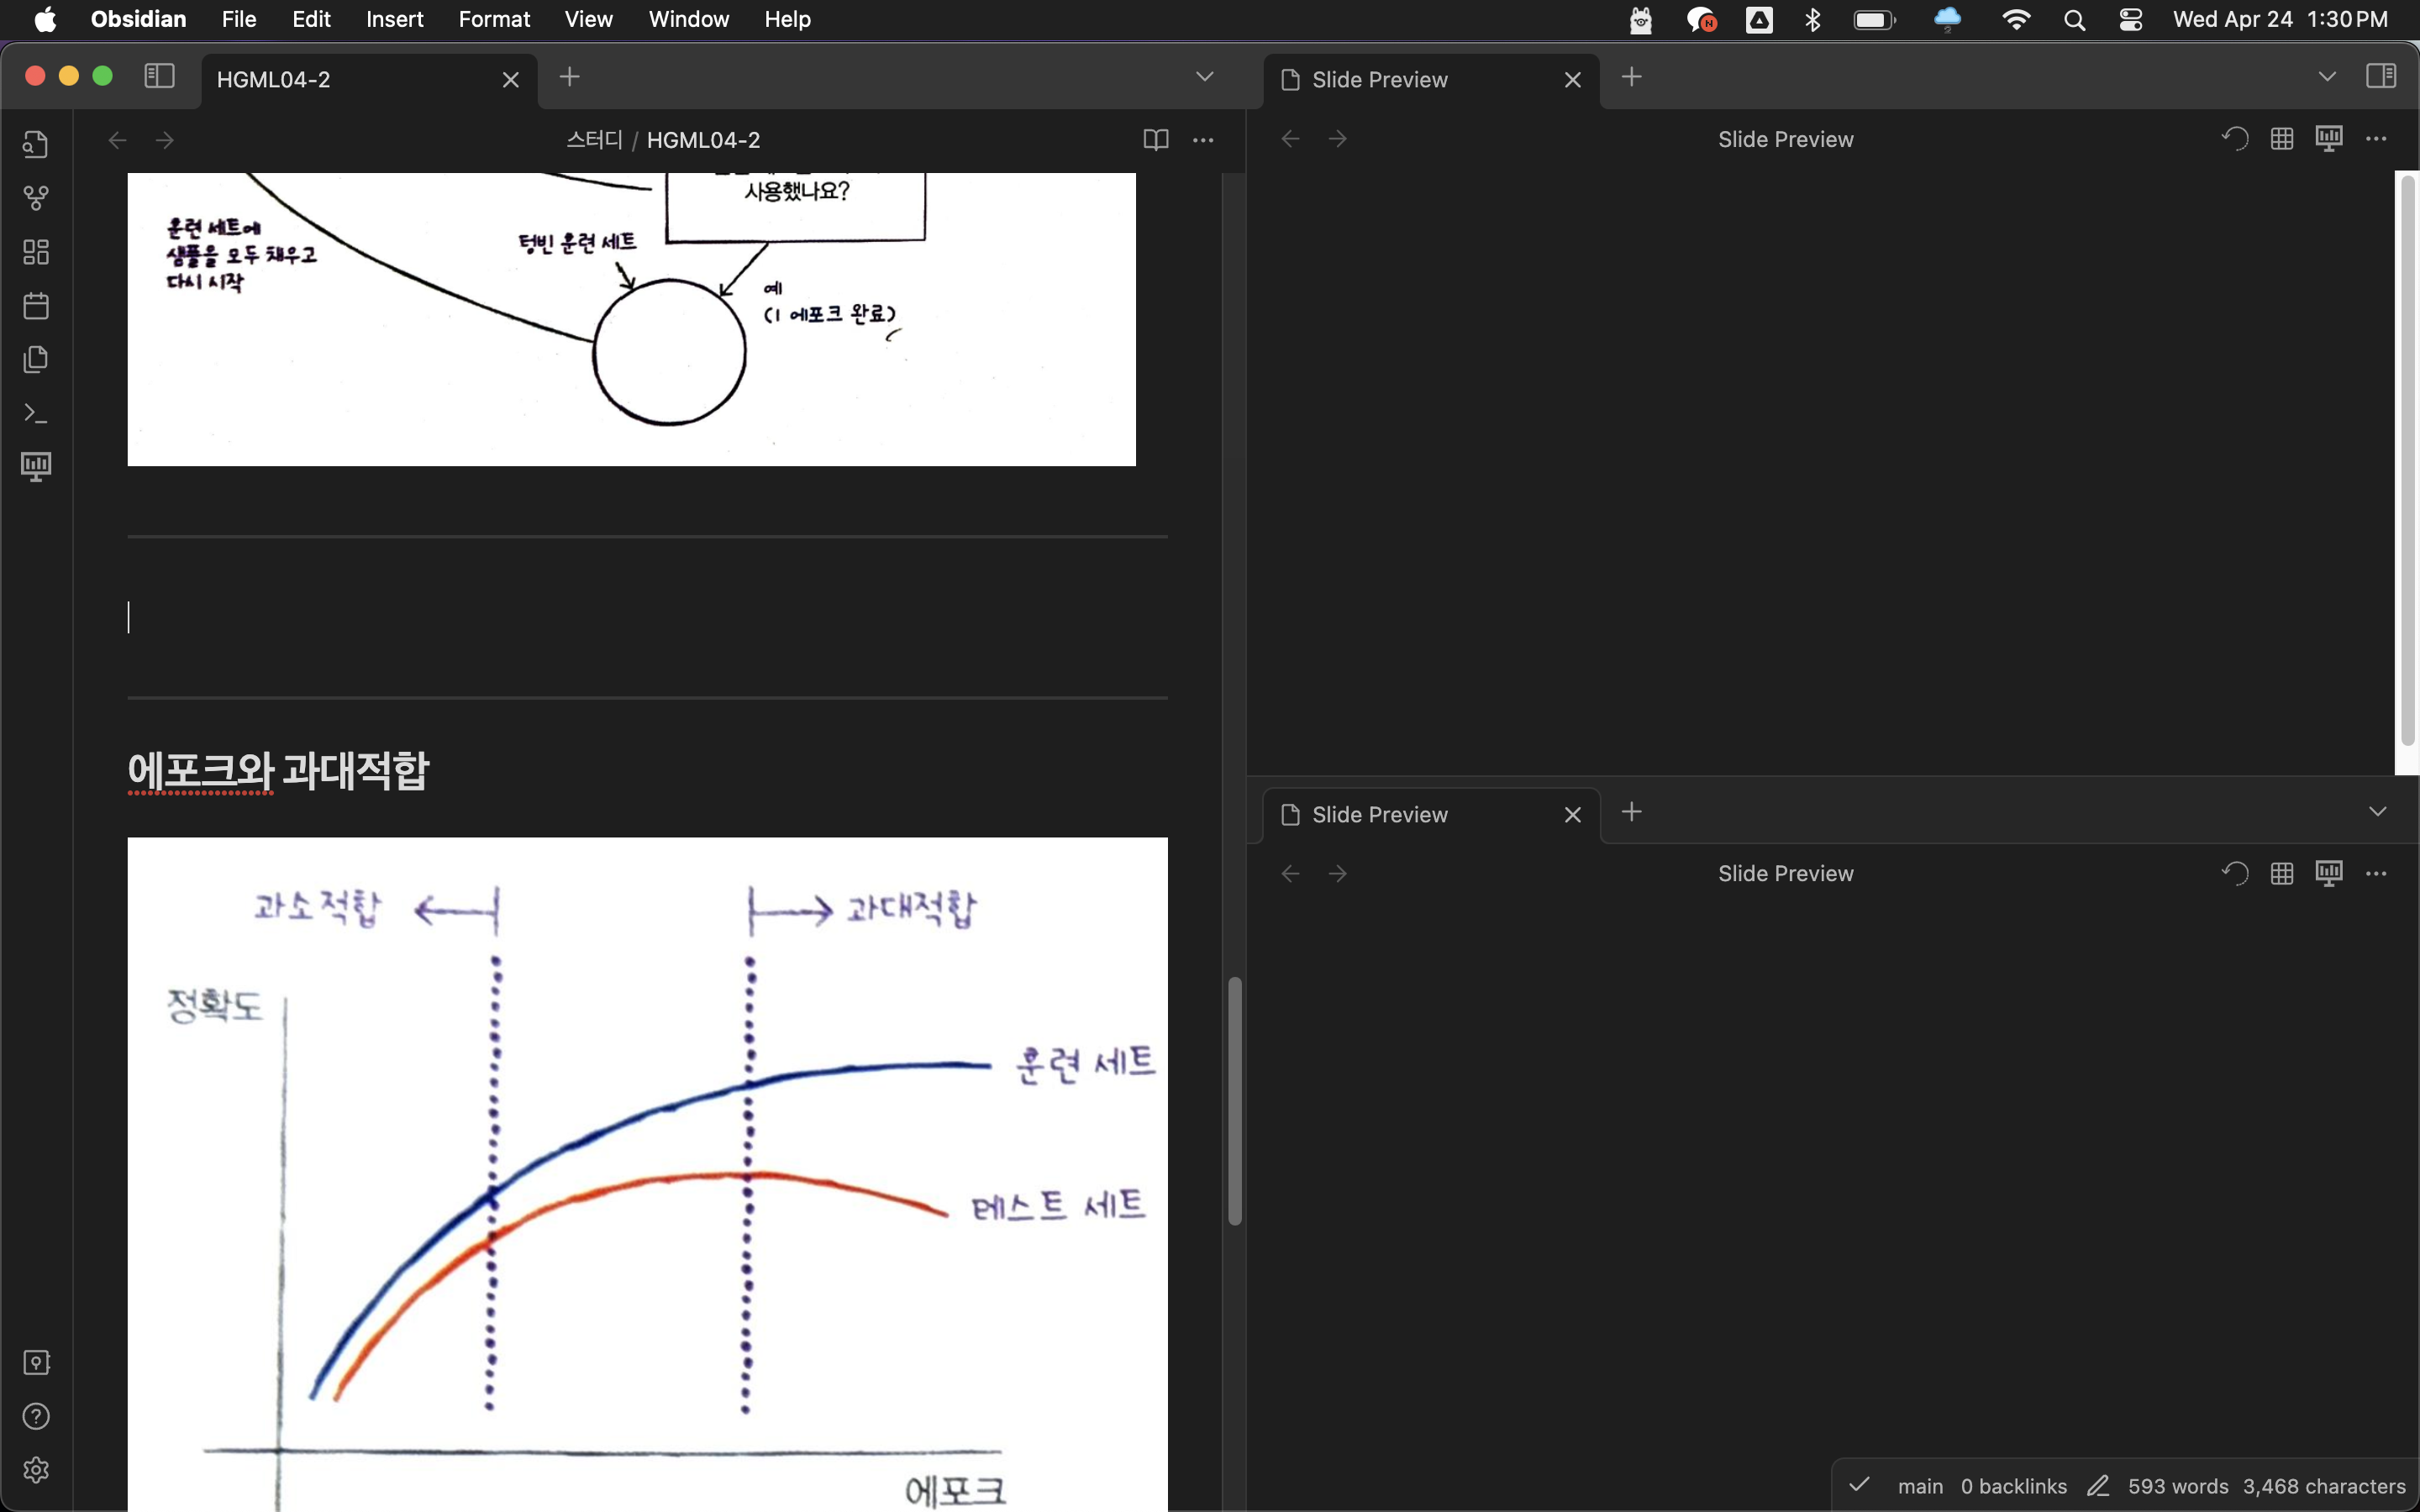 Obsidian File Edit Insert Format View Window Help
Wed Apr 24 1:30 PM
HGML04-2
스터디 / HGML04-2
사용했나요?
훈련 세트에
샘플을 모두 채우고
다시 시작
텅빈 훈련 세트
예
(1 에포크 완료)
에포크와 과대적합
과소적합
과대적합
정확도
훈련 세트
테스트 세트
에포크
Slide Preview
Slide Preview
Slide Preview
Slide Preview
main 0 backlinks 593 words 3,468 characters